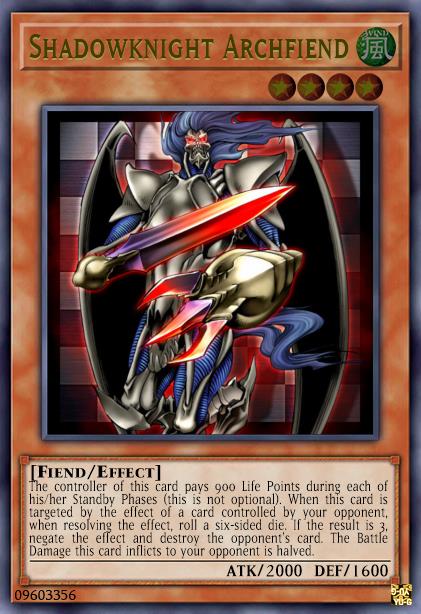 SHADOWKNIGHT ARCHFIEND
WIND
風
[FIEND/EFFECT]
The controller of this card pays 900 Life Points during each of
his/her Standby Phases (this is not optional). When this card is
targeted by the effect of a card controlled by your opponent,
when resolving the effect, roll a six-sided die. If the result is 3,
negate the effect and destroy the opponent's card. The Battle
Damage this card inflicts to your opponent is halved.
ATK/2000 DEF/1600
09603356